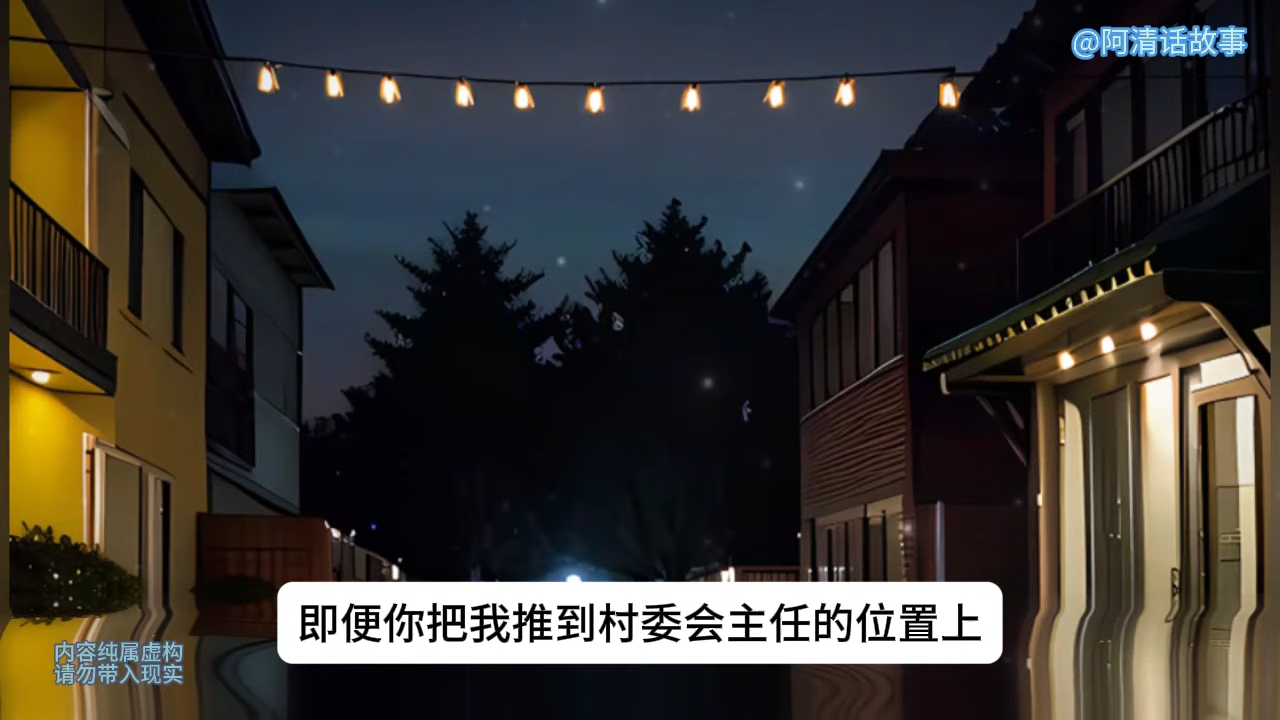 @阿清话故事
即便你把我推到村委会主任的位置上
内容纯属虚构
请勿带入现实